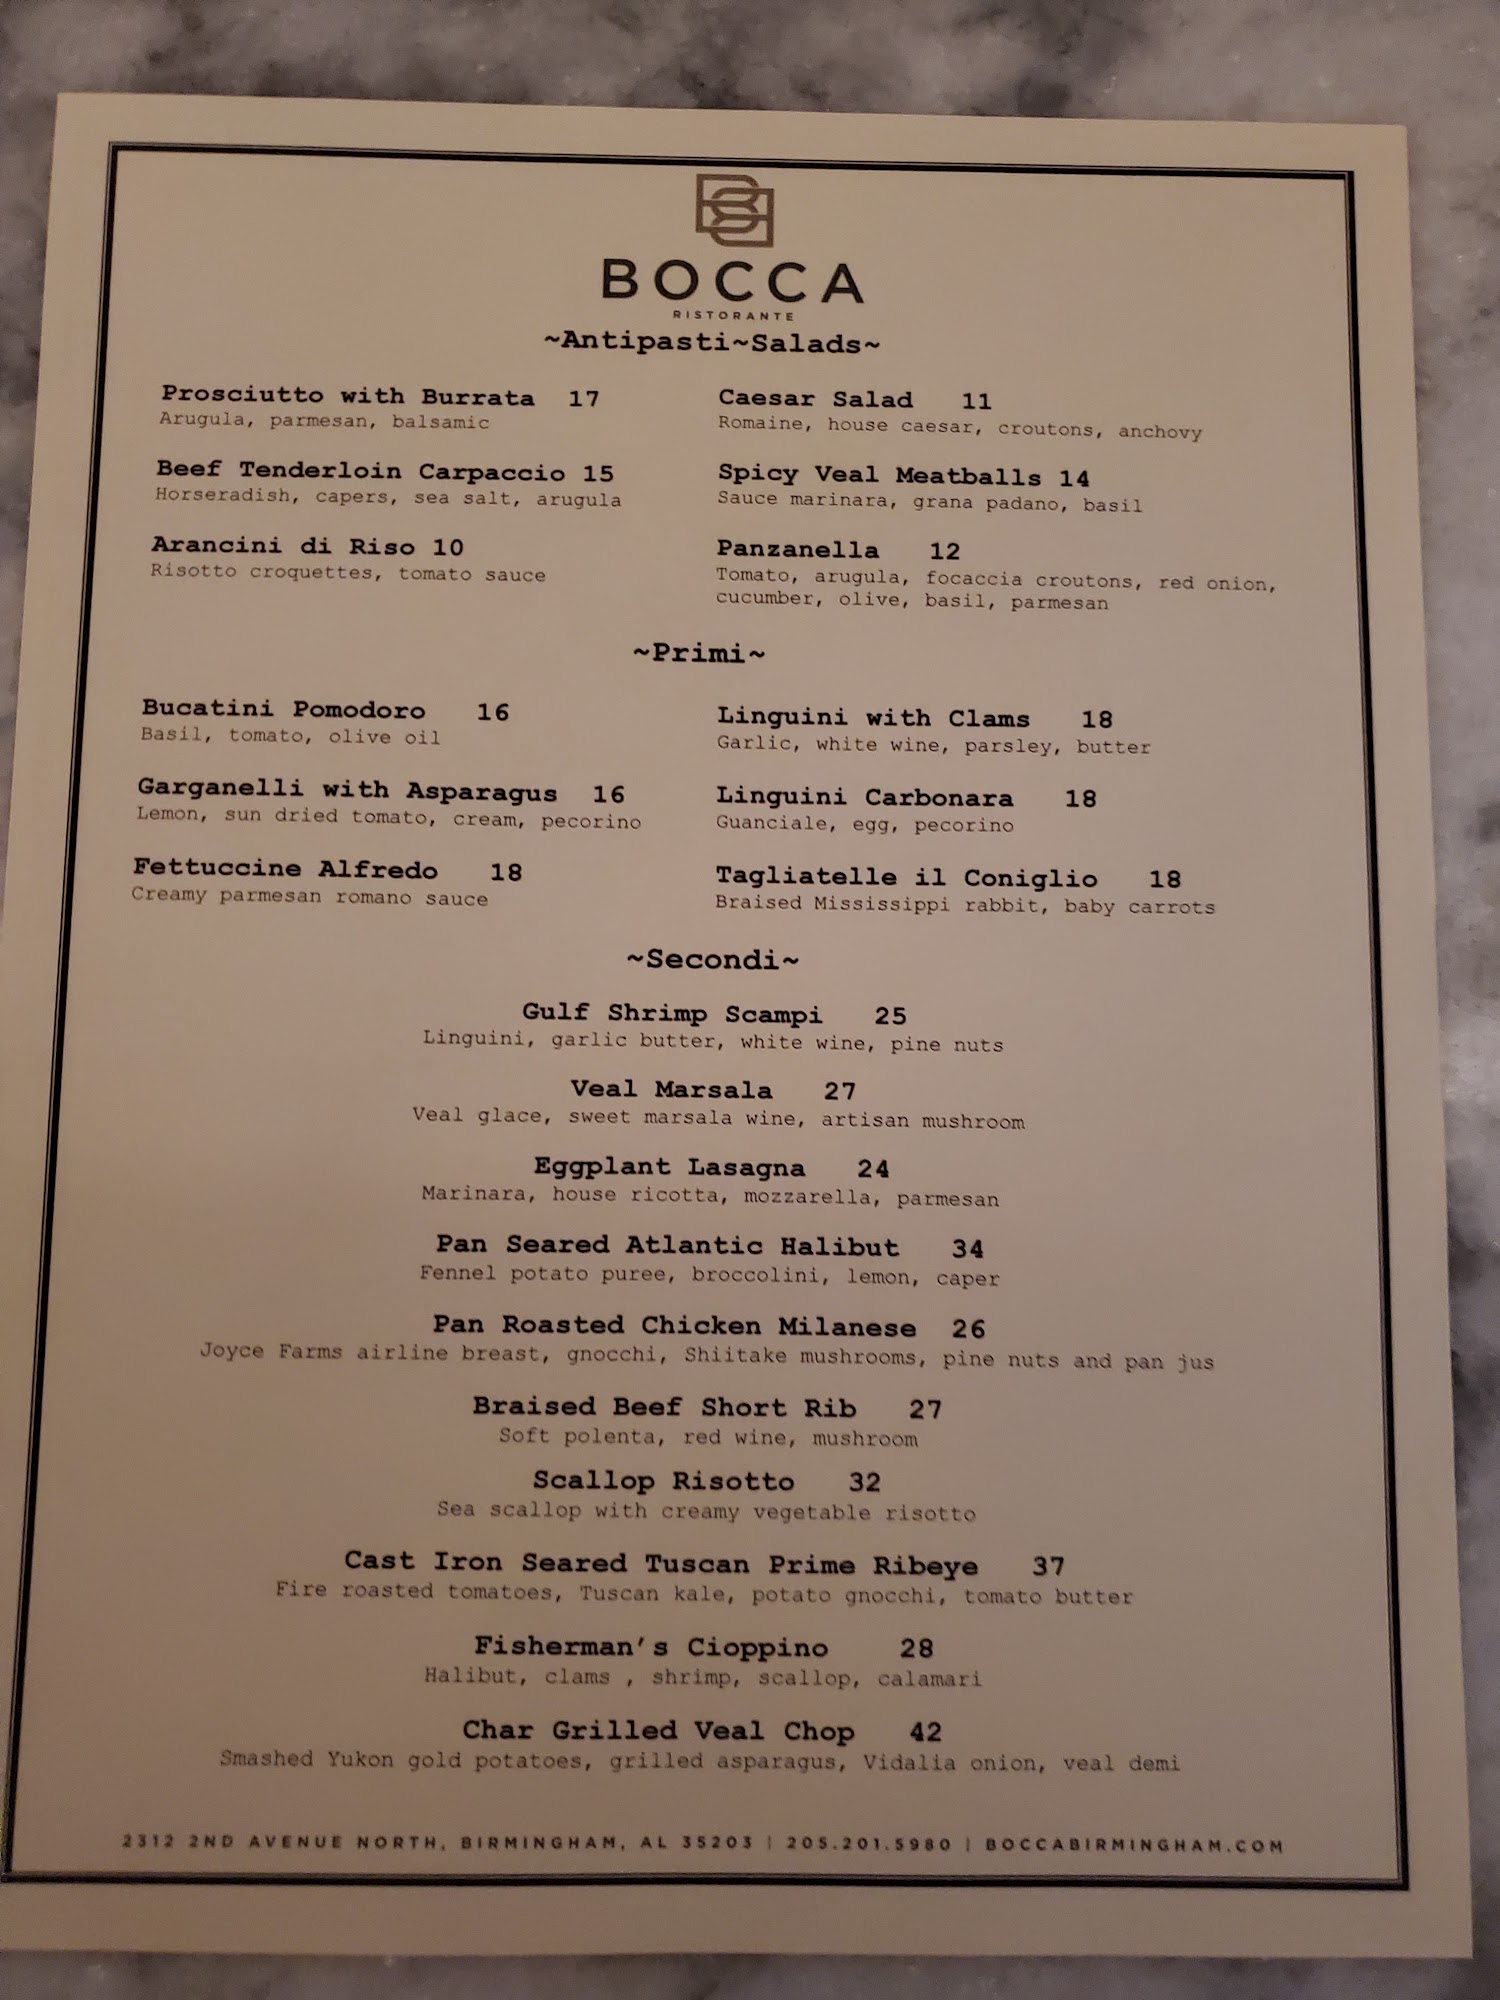 BOCCA
RISTORANTE
~Antipasti~Salads~
Prosciutto with Burrata 17
Arugula, parmesan, balsamic
Beef Tenderloin Carpaccio 15
Horseradish, capers, sea salt, arugula
Arancini di Riso 10
Risotto croquettes, tomato sauce
Caesar Salad 11
Romaine, house caesar, croutons, anchovy
Spicy Veal Meatballs 14
Sauce marinara, grana padano, basil
Panzanella 12
Tomato, arugula, focaccia croutons, red onion,
cucumber, olive, basil, parmesan
~Primi~
Bucatini Pomodoro 16
Basil, tomato, olive oil
Garganelli with Asparagus 16
Lemon, sun dried tomato, cream, pecorino
Fettuccine Alfredo 18
Creamy parmesan romano sauce
Linguini with Clams 18
Garlic, white wine, parsley, butter
Linguini Carbonara 18
Guanciale, egg, pecorino
Tagliatelle il Coniglio 18
Braised Mississippi rabbit, baby carrots
~Secondi~
Gulf Shrimp Scampi 25
Linguini, garlic butter, white wine, pine nuts
Veal Marsala 27
Veal glace, sweet marsala wine, artisan mushroom
Eggplant Lasagna 24
Marinara, house ricotta, mozzarella, parmesan
Pan Seared Atlantic Halibut 34
Fennel potato puree, broccolini, lemon, caper
Pan Roasted Chicken Milanese 26
Joyce Farms airline breast, gnocchi, Shiitake mushrooms, pine nuts and pan jus
Braised Beef Short Rib 27
Soft polenta, red wine, mushroom
Scallop Risotto 32
Sea scallop with creamy vegetable risotto
Cast Iron Seared Tuscan Prime Ribeye 37
Fire roasted tomatoes, Tuscan kale, potato gnocchi, tomato butter
Fisherman's Cioppino 28
Halibut, clams , shrimp, scallop, calamari
Char Grilled Veal Chop 42
Smashed Yukon gold potatoes, grilled asparagus, Vidalia onion, veal demi
2312 2ND AVENUE NORTH, BIRMINGHAM, AL 35203 | 205.201.5980 | BOCCABIRMINGHAM.COM